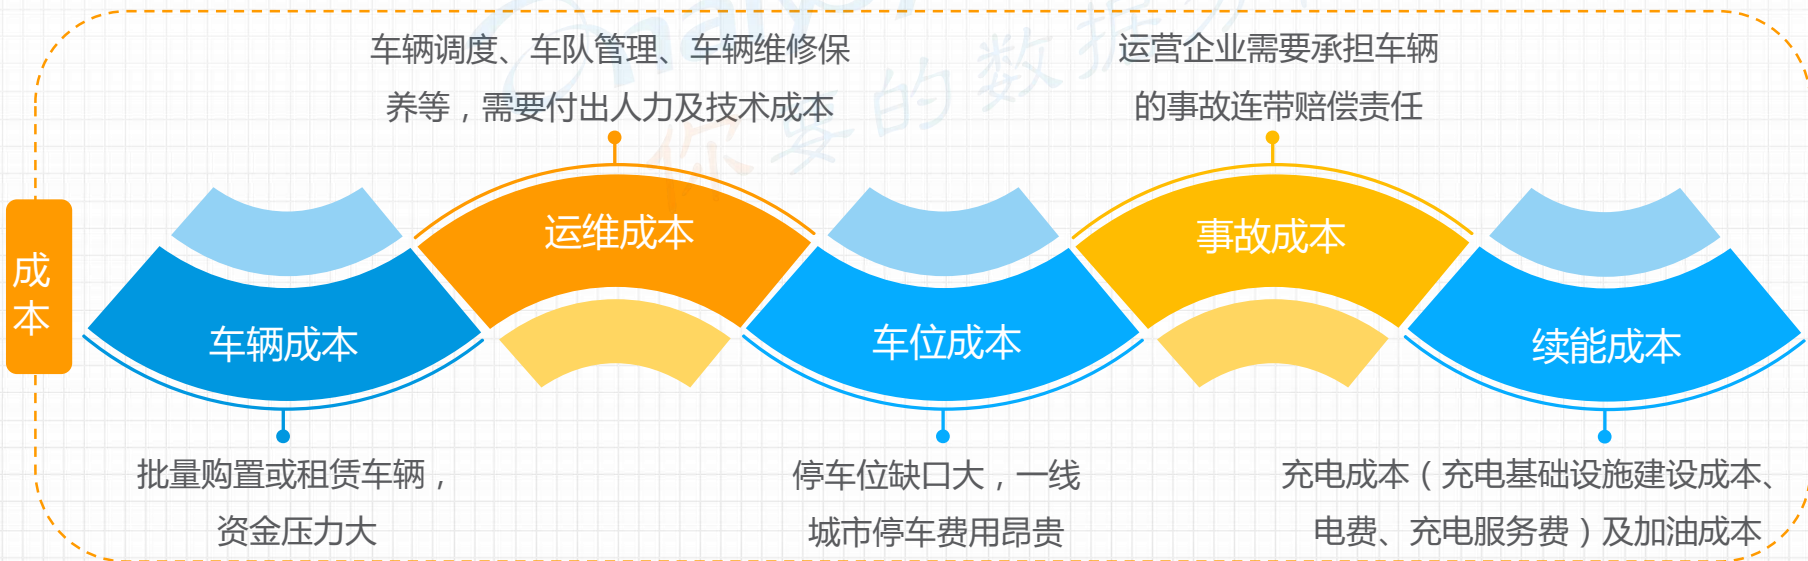 车辆调度、车队管理、车辆维修保
养等，需要付出人力及技术成本
运营企业需要承担车辆
的事故连带赔偿责任
成
本
车辆成本
运维成本
车位成本
事故成本
续能成本
批量购置或租赁车辆，
资金压力大
停车位缺口大，一线
城市停车费用昂贵
充电成本（充电基础设施建设成本、
电费、充电服务费）及加油成本
你要的数据